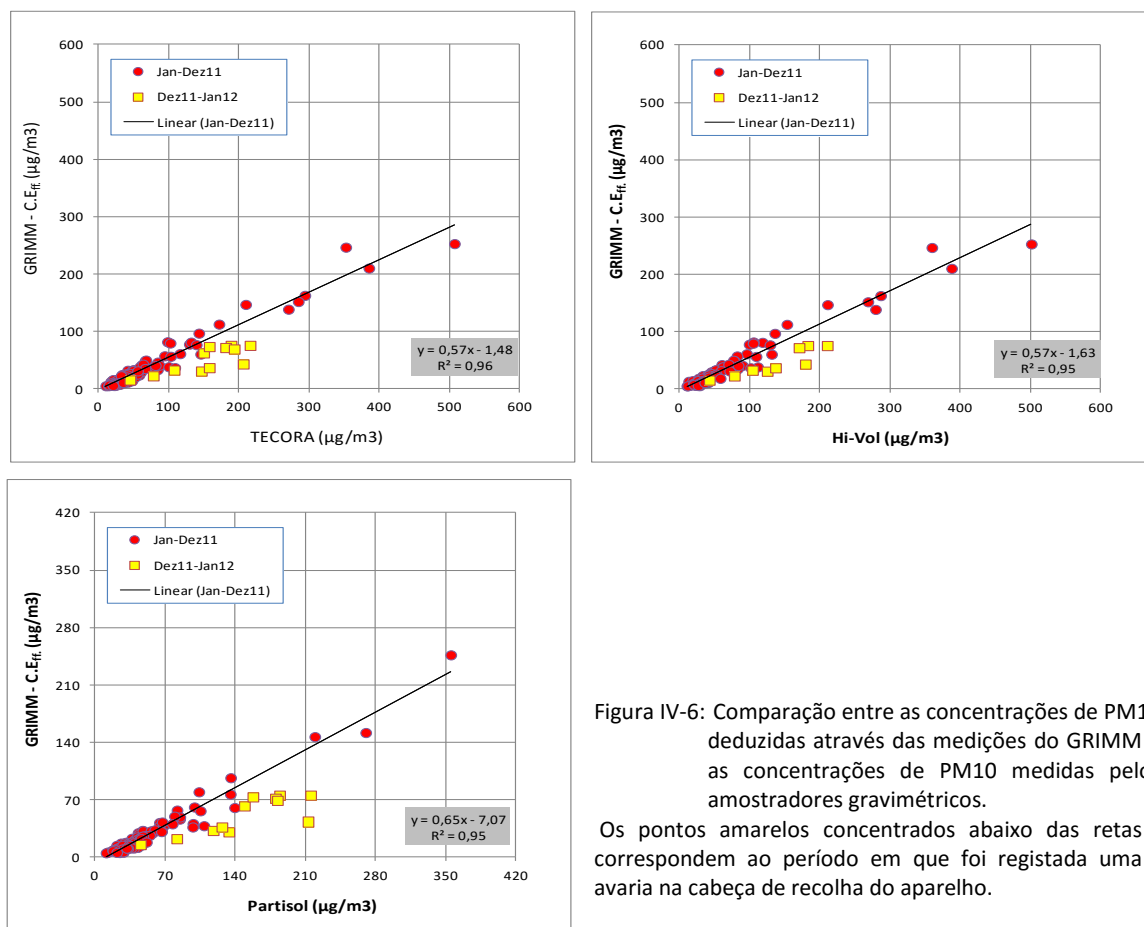 600
500
400
300
200
100
0
GRIMM - C.Eff. (µg/m3)
Jan-Dez11
Dez11-Jan12
Linear (Jan-Dez11)
y = 0,57x - 1,48
R² = 0,96
0 100 200 300 400 500 600
TECORA (µg/m3)
600
500
400
300
200
100
0
GRIMM - C.Eff. (µg/m3)
Jan-Dez11
Dez11-Jan12
Linear (Jan-Dez11)
y = 0,57x - 1,63
R² = 0,95
0 100 200 300 400 500 600
Hi-Vol (µg/m3)
420
350
280
210
140
70
0
GRIMM - C.Eff. (µg/m3)
Jan-Dez11
Dez11-Jan12
Linear (Jan-Dez11)
y = 0,65x - 7,07
R² = 0,95
0 70 140 210 280 350 420
Partisol (µg/m3)
Figura IV-6: Comparação entre as concentrações de PM1
deduzidas através das medições do GRIMM
as concentrações de PM10 medidas pelo
amostradores gravimétricos.
Os pontos amarelos concentrados abaixo das retas
correspondem ao período em que foi registada uma
avaria na cabeça de recolha do aparelho.